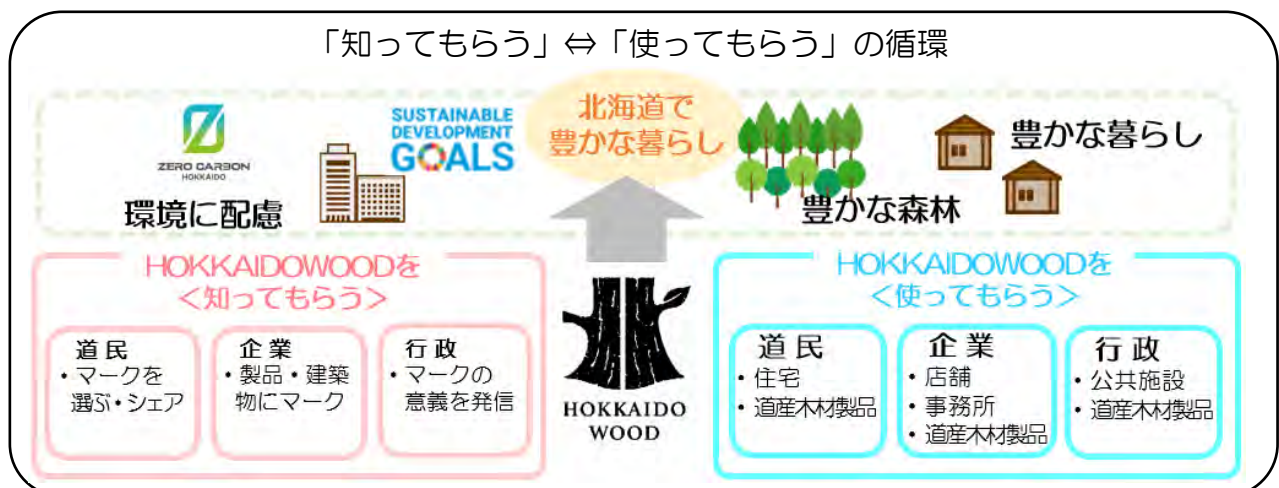 「知ってもらう」⇔「使ってもらう」の循環
ZERO CARBON
HOKKAIDO
環境に配慮
SUSTAINABLE
DEVELOPMENT
GOALS
北海道で
豊かな暮らし
豊かな森林
豊かな暮らし
HOKKAIDOWOODを
＜知ってもらう＞
道民
・マークを
選ぶ・シェア
企業
・製品・建築
物にマーク
行政
・マークの
意義を発信
HOKKAIDO
WOOD
HOKKAIDOWOODを
＜使ってもらう＞
道民
・住宅
・道産木材製品
企業
・店舗
・事務所
・道産木材製品
行政
・公共施設
・道産木材製品